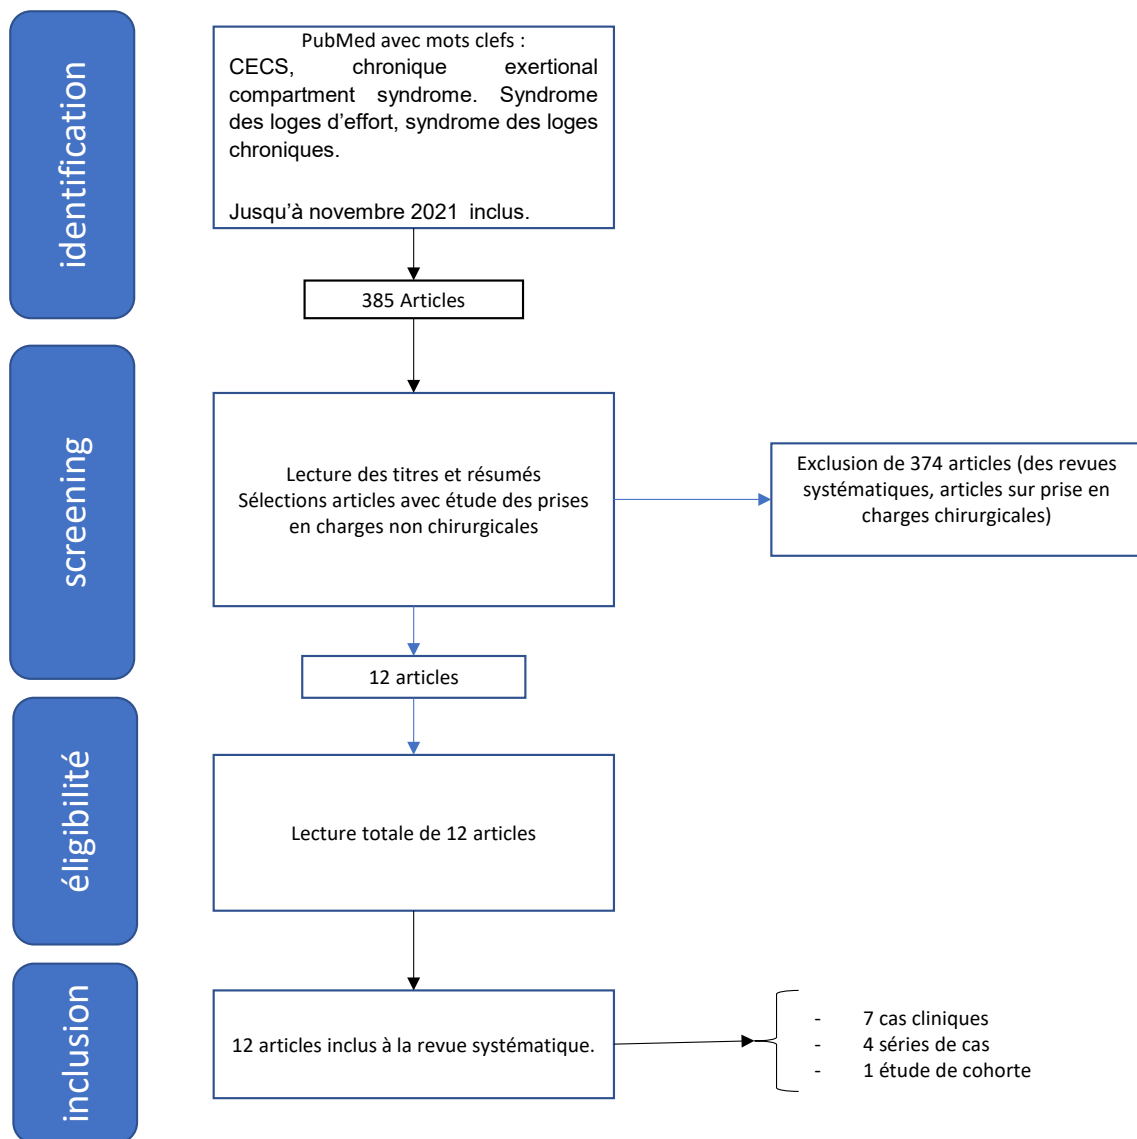 identification
PubMed avec mots clefs :
CECS, chronique exertional
compartment syndrome. Syndrome
des loges d'effort, syndrome des loges
chroniques.
Jusqu'à novembre 2021 inclus.
385 Articles
screening
Lecture des titres et résumés
Sélections articles avec étude des prises
en charges non chirurgicales
Exclusion de 374 articles (des revues
systématiques, articles sur prise en
charges chirurgicales)
12 articles
éligibilité
Lecture totale de 12 articles
inclusion
12 articles inclus à la revue systématique.
- 7 cas cliniques
- 4 séries de cas
- 1 étude de cohorte